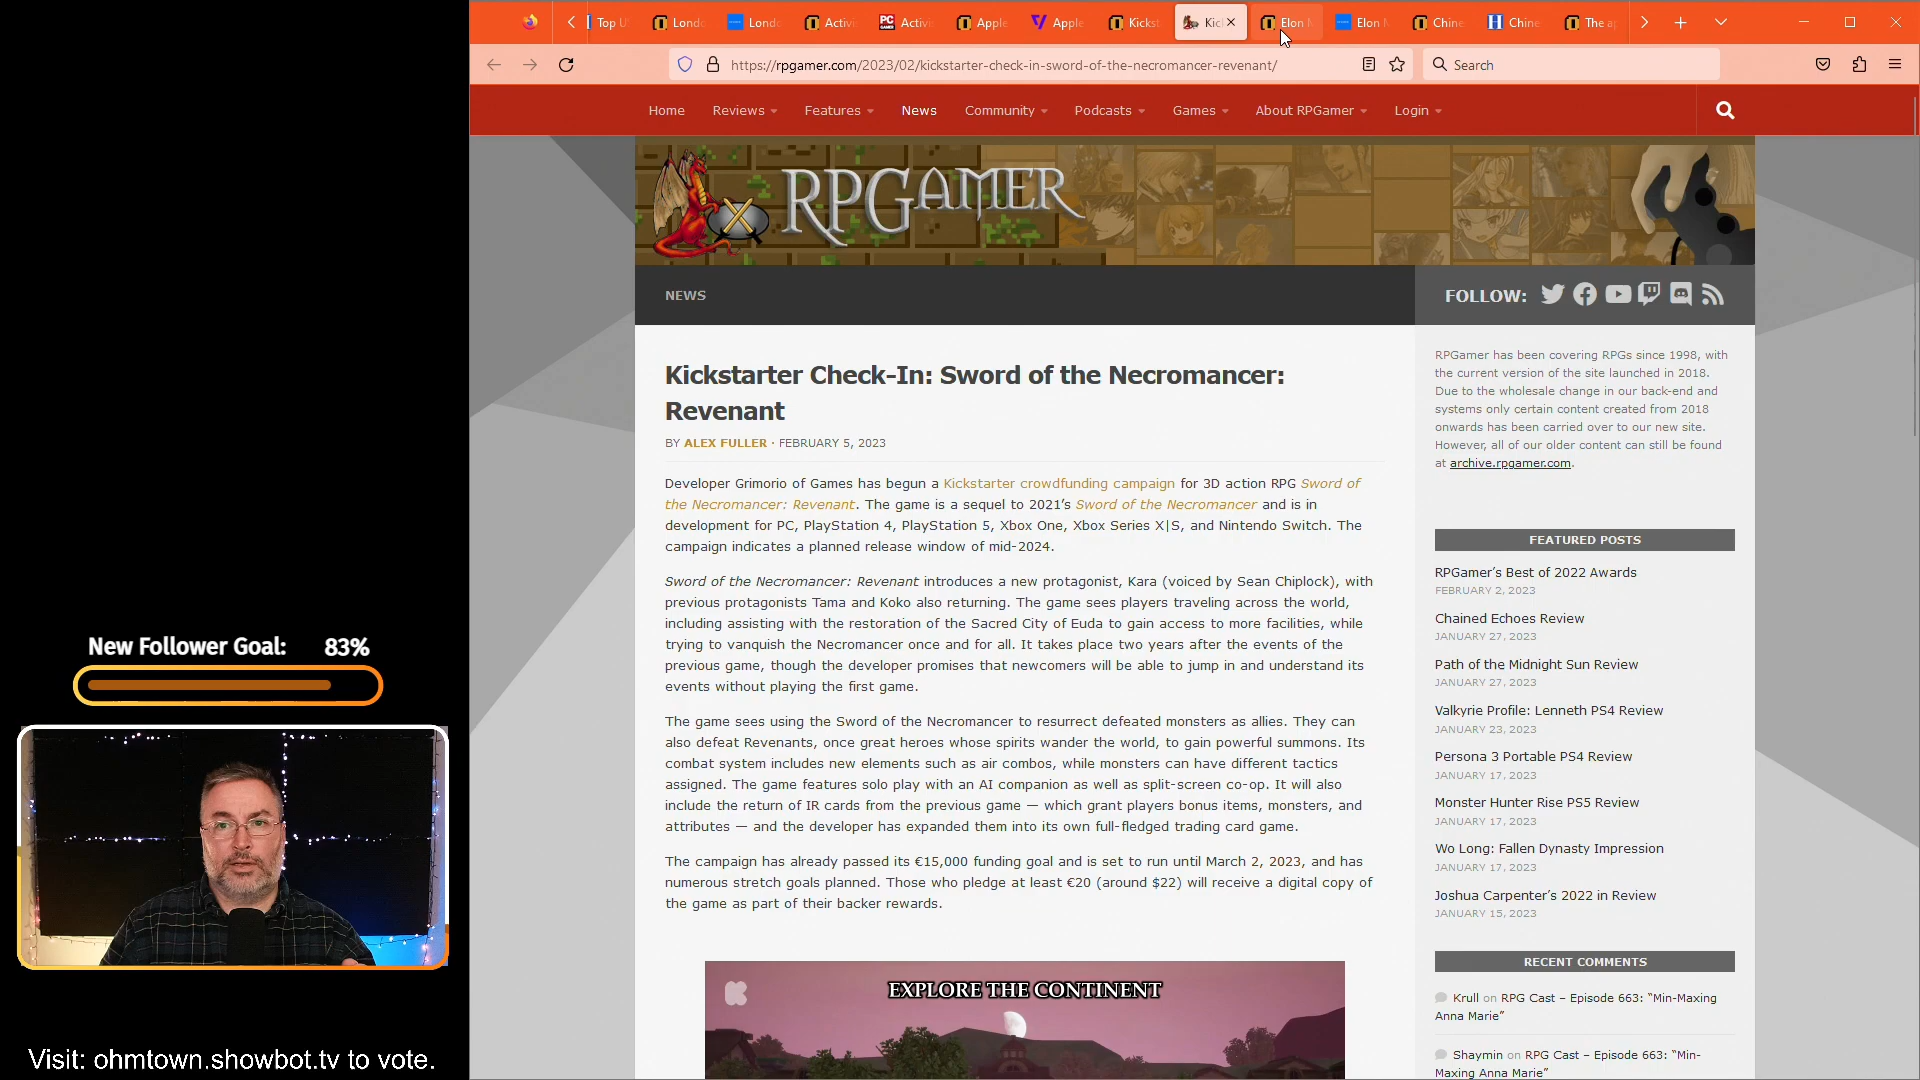 Top U
Londo
Londo
Activi
Activi
Apple
Apple
Kickst
Kic
Elon M
Elon M
Chine
Chine
The ap
https://rpgamer.com/2023/02/kickstarter-check-in-sword-of-the-necromancer-revenant/
Search
Home
Reviews
Features
News
Community
Podcasts
Games
About RPGamer
Login
RPGAMER
NEWS
FOLLOW:
Kickstarter Check-In: Sword of the Necromancer:
Revenant
BY ALEX FULLER · FEBRUARY 5, 2023
Developer Grimorio of Games has begun a Kickstarter crowdfunding campaign for 3D action RPG Sword of
the Necromancer: Revenant. The game is a sequel to 2021's Sword of the Necromancer and is in
development for PC, PlayStation 4, PlayStation 5, Xbox One, Xbox Series X|S, and Nintendo Switch. The
campaign indicates a planned release window of mid-2024.
Sword of the Necromancer: Revenant introduces a new protagonist, Kara (voiced by Sean Chiplock), with
previous protagonists Tama and Koko also returning. The game sees players traveling across the world,
including assisting with the restoration of the Sacred City of Euda to gain access to more facilities, while
trying to vanquish the Necromancer once and for all. It takes place two years after the events of the
previous game, though the developer promises that newcomers will be able to jump in and understand its
events without playing the first game.
The game sees using the Sword of the Necromancer to resurrect defeated monsters as allies. They can
also defeat Revenants, once great heroes whose spirits wander the world, to gain powerful summons. Its
combat system includes new elements such as air combos, while monsters can have different tactics
assigned. The game features solo play with an AI companion as well as split-screen co-op. It will also
include the return of IR cards from the previous game — which grant players bonus items, monsters, and
attributes — and the developer has expanded them into its own full-fledged trading card game.
The campaign has already passed its €15,000 funding goal and is set to run until March 2, 2023, and has
numerous stretch goals planned. Those who pledge at least €20 (around $22) will receive a digital copy of
the game as part of their backer rewards.
EXPLORE THE CONTINENT
RPGamer has been covering RPGs since 1998, with
the current version of the site launched in 2018.
Due to the wholesale change in our back-end and
systems only certain content created from 2018
onwards has been carried over to our new site.
However, all of our older content can still be found
at archive.rpgamer.com.
FEATURED POSTS
RPGamer's Best of 2022 Awards
FEBRUARY 2, 2023
Chained Echoes Review
JANUARY 27, 2023
Path of the Midnight Sun Review
JANUARY 27, 2023
Valkyrie Profile: Lenneth PS4 Review
JANUARY 23, 2023
Persona 3 Portable PS4 Review
JANUARY 17, 2023
Monster Hunter Rise PS5 Review
JANUARY 17, 2023
Wo Long: Fallen Dynasty Impression
JANUARY 17, 2023
Joshua Carpenter's 2022 in Review
JANUARY 15, 2023
RECENT COMMENTS
Krull on RPG Cast – Episode 663: "Min-Maxing
Anna Marie"
Shaymin on RPG Cast – Episode 663: "Min-
Maxing Anna Marie"
New Follower Goal: 83%
Visit: ohmtown.showbot.tv to vote.